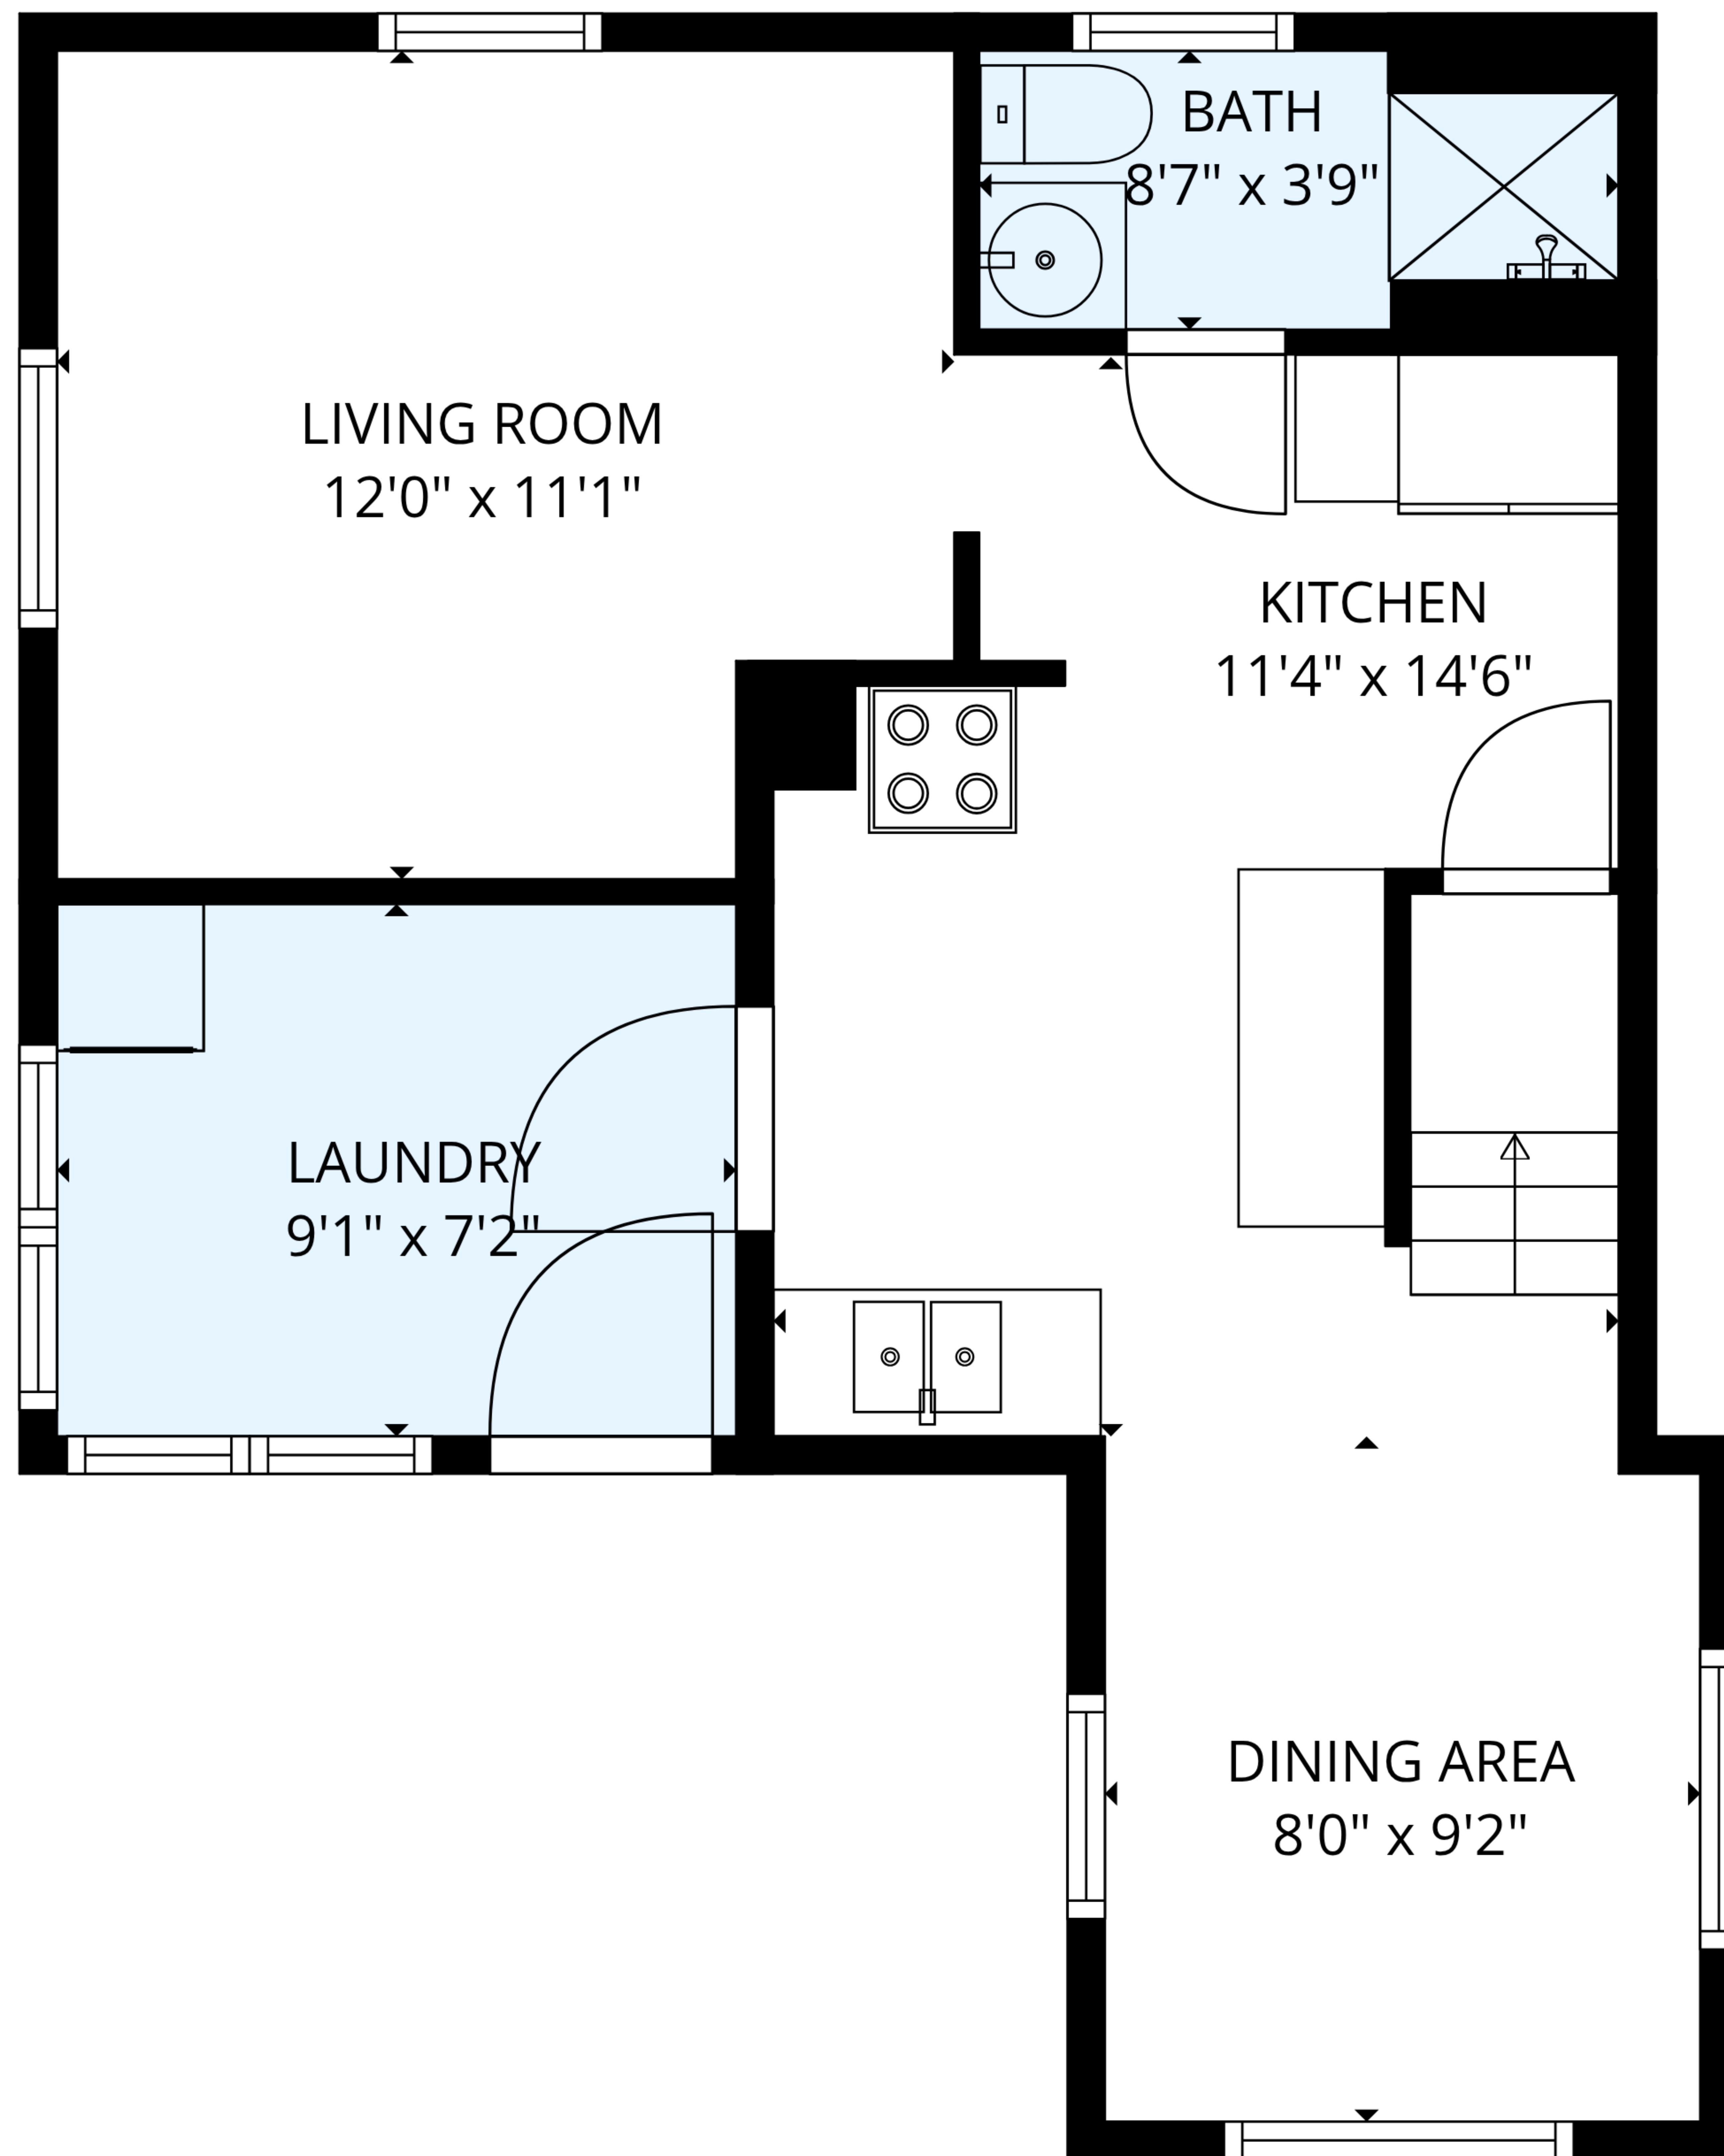 BATH
8'7" x 3'9"
LIVING ROOM
12'0" x 11'1"
KITCHEN
11'4" x 14'6"
LAUNDRY
9'1" x 7'2"
DINING AREA
8'0" x 9'2"